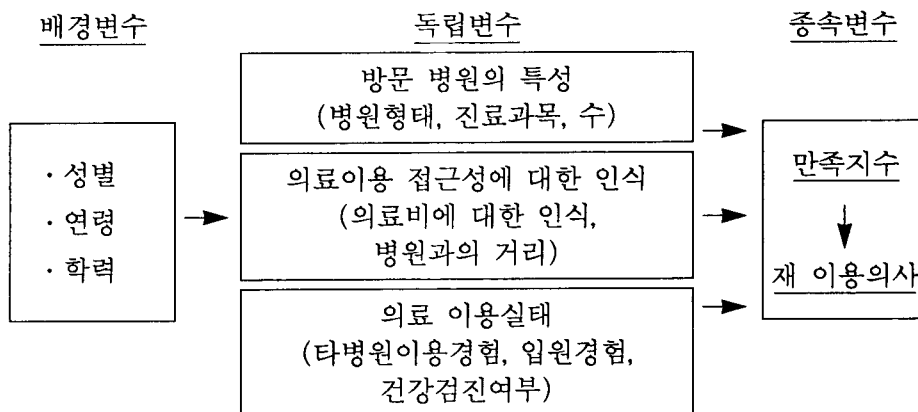 배경변수
독립변수
종속변수
방문 병원의 특성
(병원형태, 진료과목, 수)
· 성별
· 연령
· 학력
의료이용 접근성에 대한 인식
(의료비에 대한 인식,
병원과의 거리)
의료 이용실태
(타병원이용경험, 입원경험,
건강검진여부)
만족지수
재 이용의사